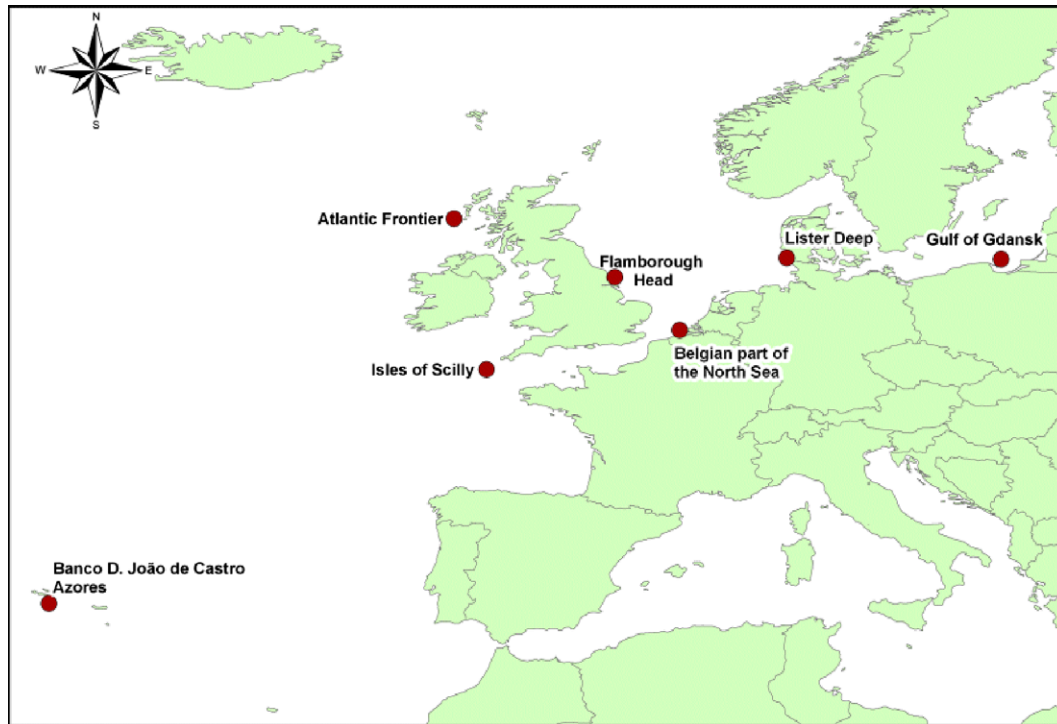 N
W
E
S
Atlantic Frontier
Flamborough
Head
Lister Deep
Gulf of Gdansk
Isles of Scilly
Belgian part of
the North Sea
Banco D. João de Castro
Azores